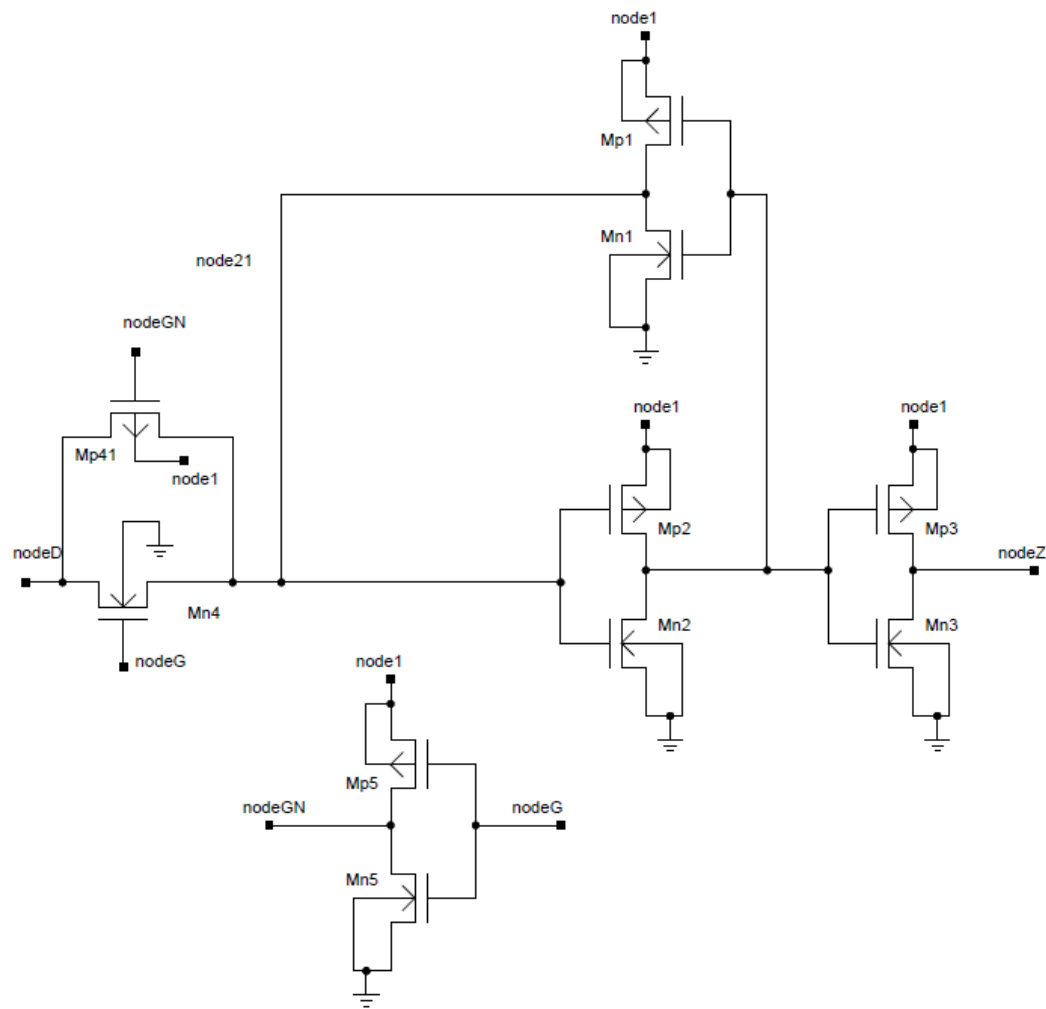 node1
Mp1
Mn1
node21
nodeGN
node1
node1
Mp41
node1
Mp2
Mp3
nodeD
nodeZ
Mn4
Mn2
Mn3
nodeG
node1
Mp5
nodeGN
nodeG
Mn5